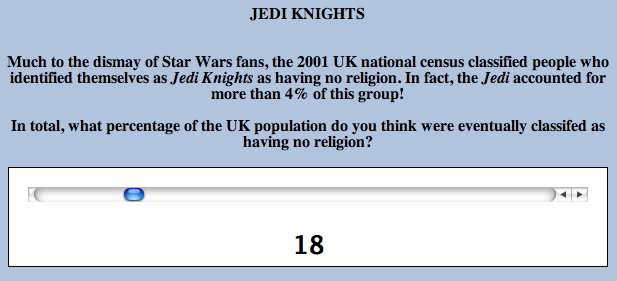 JEDI KNIGHTS
Much to the dismay of Star Wars fans, the 2001 UK national census classified people who
identified themselves as Jedi Knights as having no religion. In fact, the Jedi accounted for
more than 4% of this group!
In total, what percentage of the UK population do you think were eventually classifed as
having no religion?
18